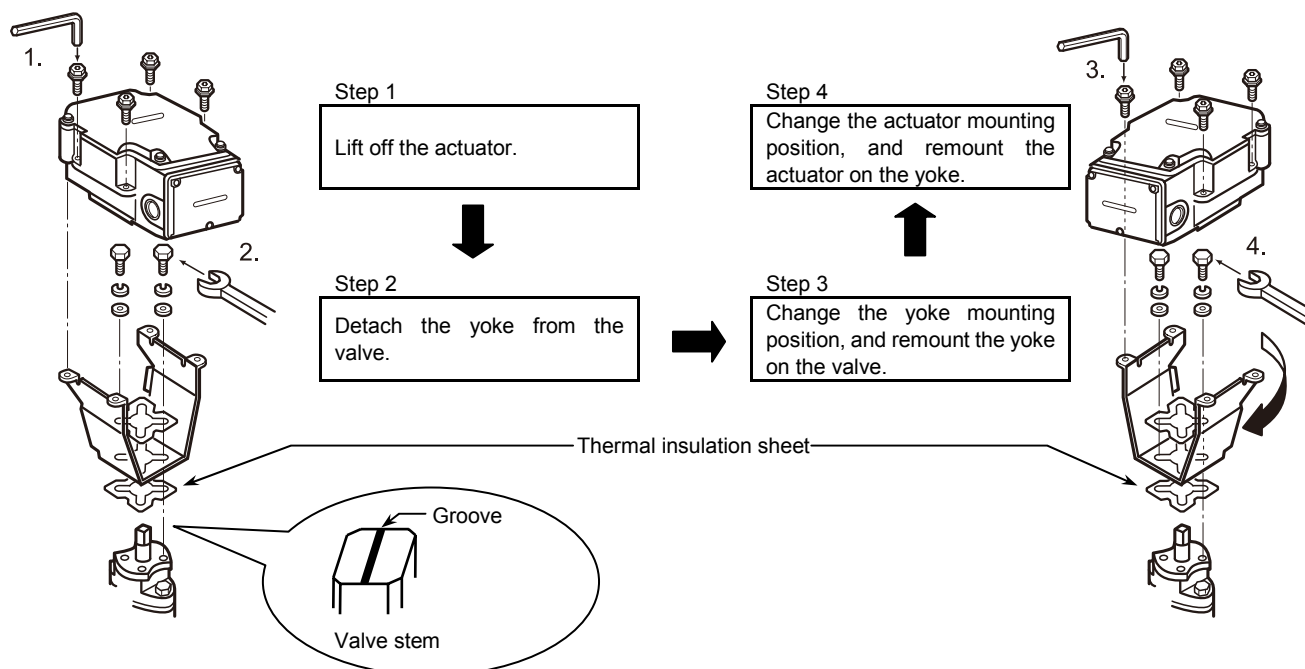 1.
Step 1
Lift off the actuator.
2.
Step 2
Detach the yoke from the
valve.
3.
Step 4
Change the actuator mounting
position, and remount the
actuator on the yoke.
4.
Step 3
Change the yoke mounting
position, and remount the yoke
on the valve.
Thermal insulation sheet
Groove
Valve stem